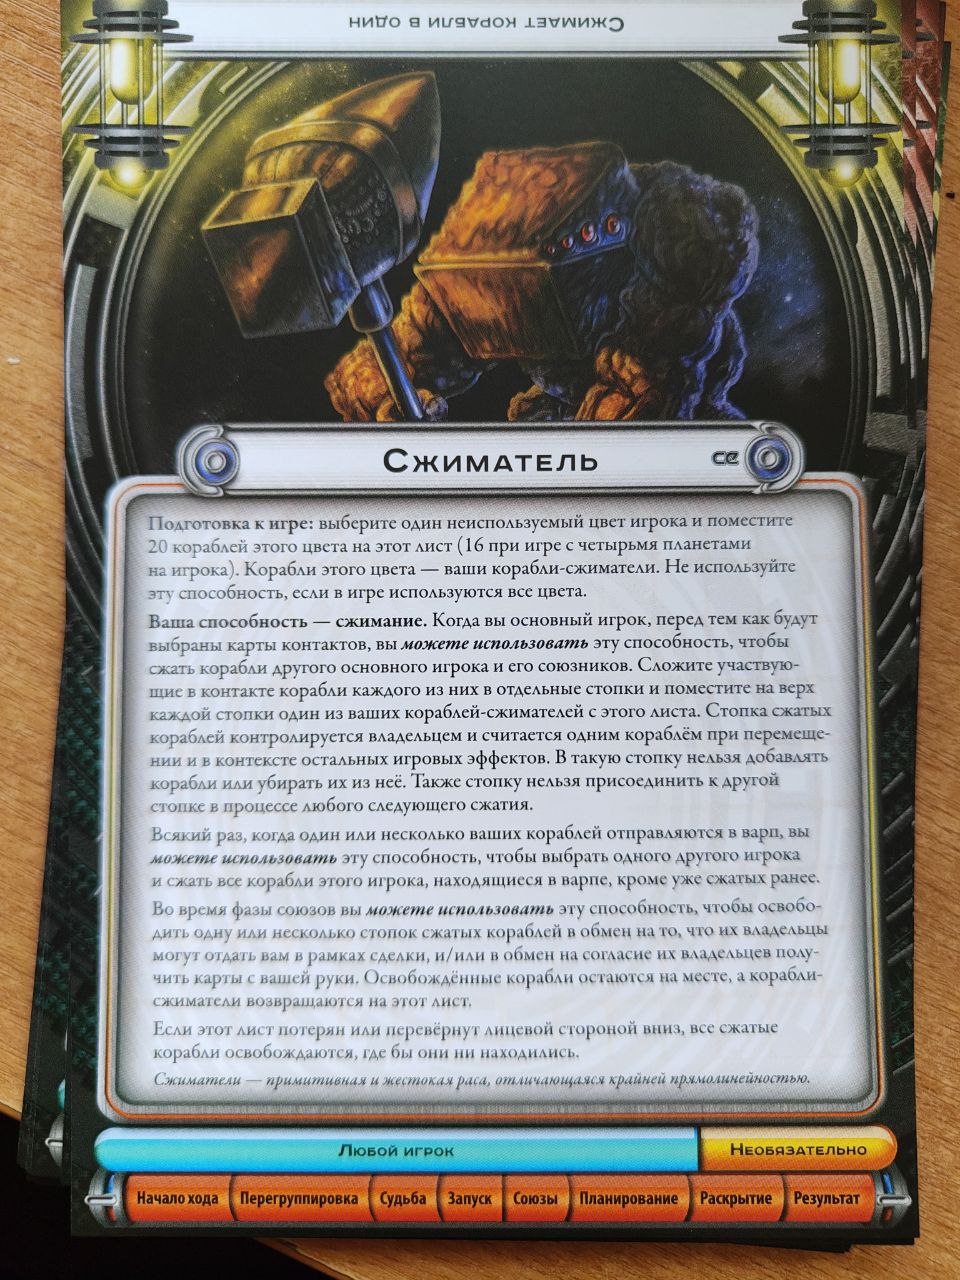 Сжимает корабли в один
Сжиматель
Подготовка к игре: выберите один неиспользуемый цвет игрока и поместите
20 кораблей этого цвета на этот лист (16 при игре с четырьмя планетами
на игрока). Корабли этого цвета — ваши корабли-сжиматели. Не используйте
эту способность, если в игре используются все цвета.
Ваша способность — сжимание. Когда вы основный игрок, перед тем как будут
выбраны карты контактов, вы можете использовать эту способность, чтобы
сжать корабли другого основного игрока и его союзников. Сложите участвую-
щие в контакте корабли каждого из них в отдельные стопки и поместите на верх
каждой стопки один из ваших кораблей-сжимателей с этого листа. Стопка сжатых
кораблей контролируется владельцем и считается одним кораблём при перемеще-
нии и в контексте остальных игровых эффектов. В такую стопку нельзя добавлять
корабли или убирать их из неё. Также стопку нельзя присоединить к другой
стопке в процессе любого следующего сжатия.
Всякий раз, когда один или несколько ваших кораблей отправляются в варп, вы
можете использовать эту способность, чтобы выбрать одного другого игрока
и сжать все корабли этого игрока, находящиеся в варпе, кроме уже сжатых ранее.
Во время фазы союзов вы можете использовать эту способность, чтобы освобо-
дить одну или несколько стопок сжатых кораблей в обмен на то, что их владельцы
могут отдать вам в рамках сделки, и/или в обмен на согласие их владельцев полу-
чить карты с вашей руки. Освобождённые корабли остаются на месте, а корабли-
сжиматели возвращаются на этот лист.
Если этот лист потерян или перевёрнут лицевой стороной вниз, все сжатые
корабли освобождаются, где бы они ни находились.
Сжиматели — примитивная и жестокая раса, отличающаяся крайней прямолинейностью.
Любой игрок Необязательно
Начало хода Перегруппировка Судьба Запуск Союзы Планирование Раскрытие Результат